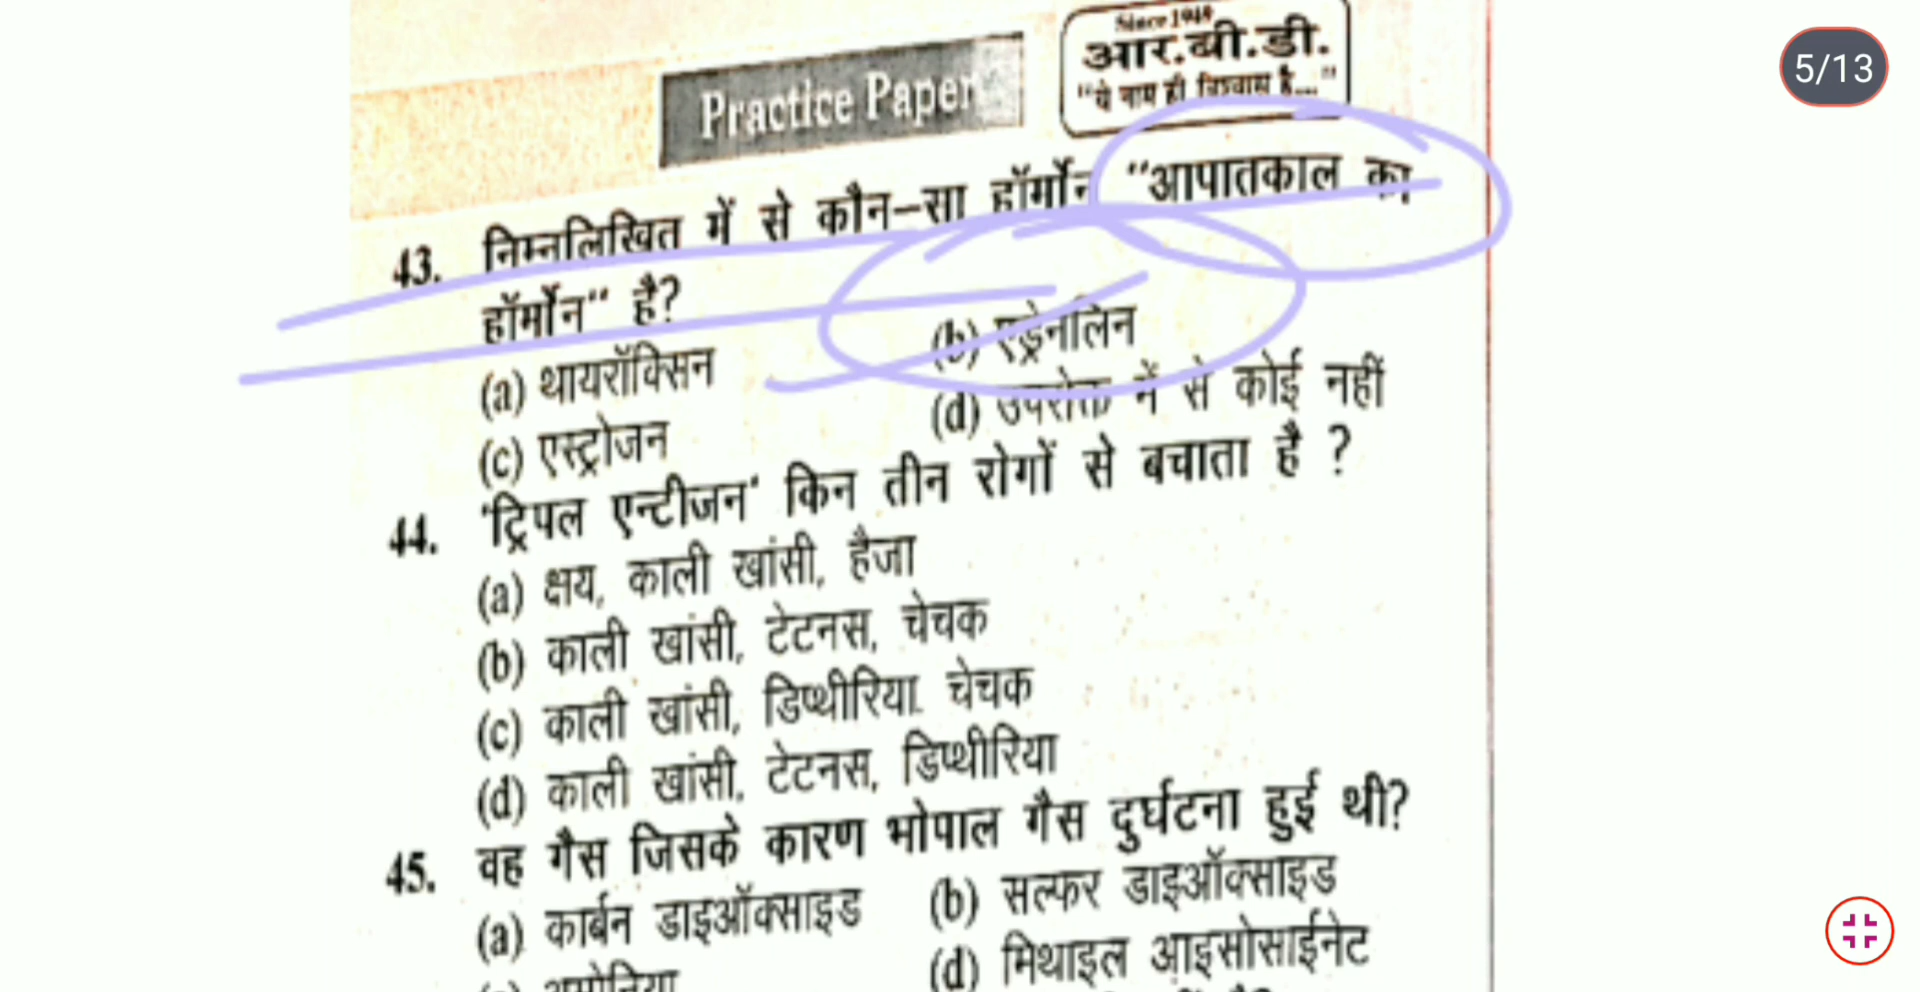 Since 1949
आर.बी.डी.
"ये नाम ही विश्वास है..."
Practice Paper
5/13
43. निम्नलिखित में से कौन-सा हॉर्मोन "आपातकाल का
हॉर्मोन" है?
(a) थायरॉक्सिन (b) एड्रेनलिन
(c) एस्ट्रोजन (d) उपरोक्त में से कोई नहीं
44. 'ट्रिपल एन्टीजन' किन तीन रोगों से बचाता है ?
(a) क्षय, काली खांसी, हैजा
(b) काली खांसी, टेटनस, चेचक
(c) काली खांसी, डिप्थीरिया, चेचक
(d) काली खांसी, टेटनस, डिप्थीरिया
45. वह गैस जिसके कारण भोपाल गैस दुर्घटना हुई थी?
(a) कार्बन डाइऑक्साइड (b) सल्फर डाइऑक्साइड
(d) मिथाइल आइसोसाईनेट